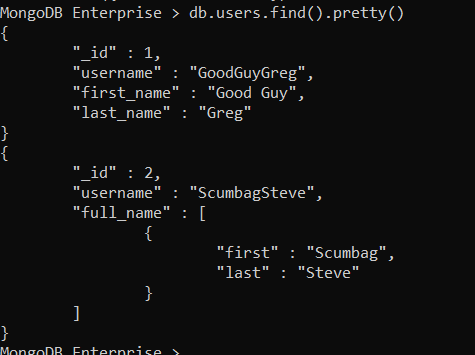 MongoDB Enterprise > db.users.find().pretty()
{
        "_id" : 1,
        "username" : "GoodGuyGreg",
        "first_name" : "Good Guy",
        "last_name" : "Greg"
}
{
        "_id" : 2,
        "username" : "ScumbagSteve",
        "full_name" : [
                {
                        "first" : "Scumbag",
                        "last" : "Steve"
                }
        ]
}
MongoDB Enterprise >